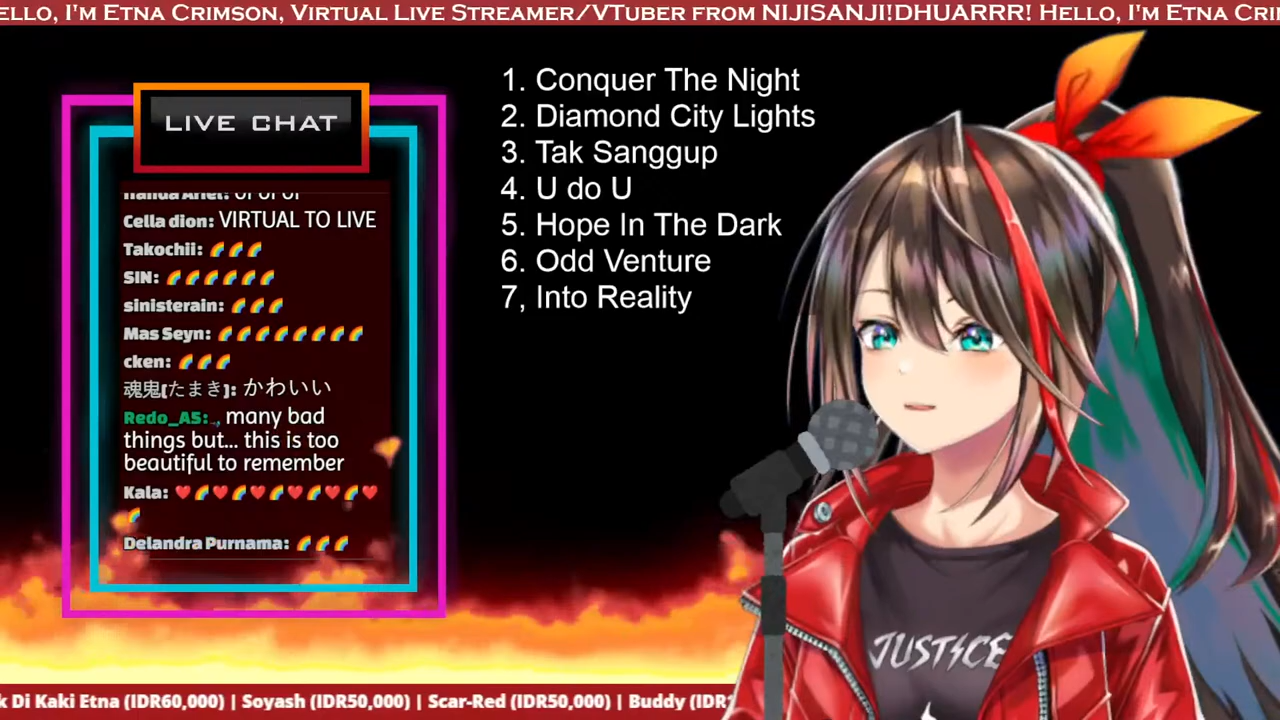 ELLO, I'M ETNA CRIMSON, VIRTUAL LIVE STREAMER/VTUBER FROM NIJISANJI!DHUARRR! HELLO, I'M ETNA CRI
LIVE CHAT
Cella dion: VIRTUAL TO LIVE
Takochii: 🌈🌈🌈
SIN: 🌈🌈🌈🌈🌈🌈
sinisterain: 🌈🌈🌈
Mas Seyn: 🌈🌈🌈🌈🌈🌈🌈🌈
cken: 🌈🌈🌈
魂鬼[たまき]: かわいい
Redo_A5: ., many bad
things but... this is too
beautiful to remember
Kala: ❤🌈❤🌈❤🌈❤🌈❤🌈❤
🌈
Delandra Purnama: 🌈🌈🌈
1. Conquer The Night
2. Diamond City Lights
3. Tak Sanggup
4. U do U
5. Hope In The Dark
6. Odd Venture
7, Into Reality
JUSTICE
k Di Kaki Etna (IDR60,000) | Soyash (IDR50,000) | Scar-Red (IDR50,000) | Buddy (IDR1